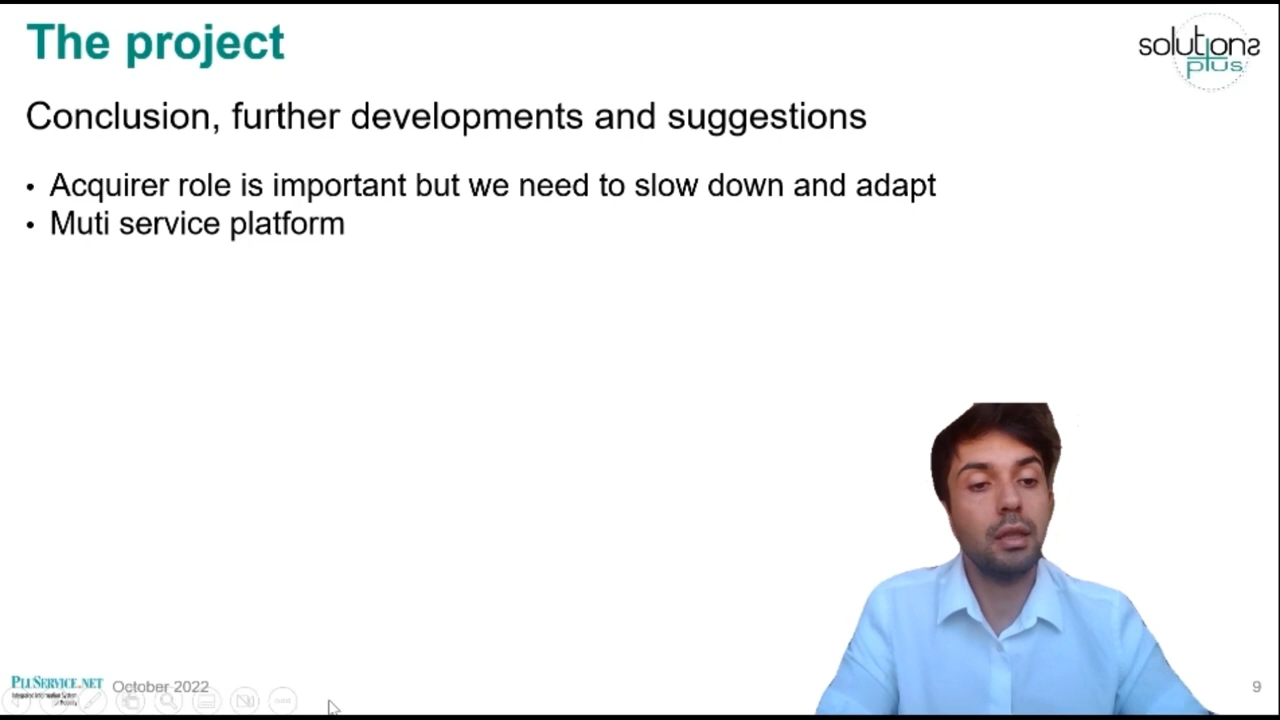 The project
solutions
plus
Conclusion, further developments and suggestions
• Acquirer role is important but we need to slow down and adapt
• Muti service platform
PLUSERVICE.NET
October 2022
9